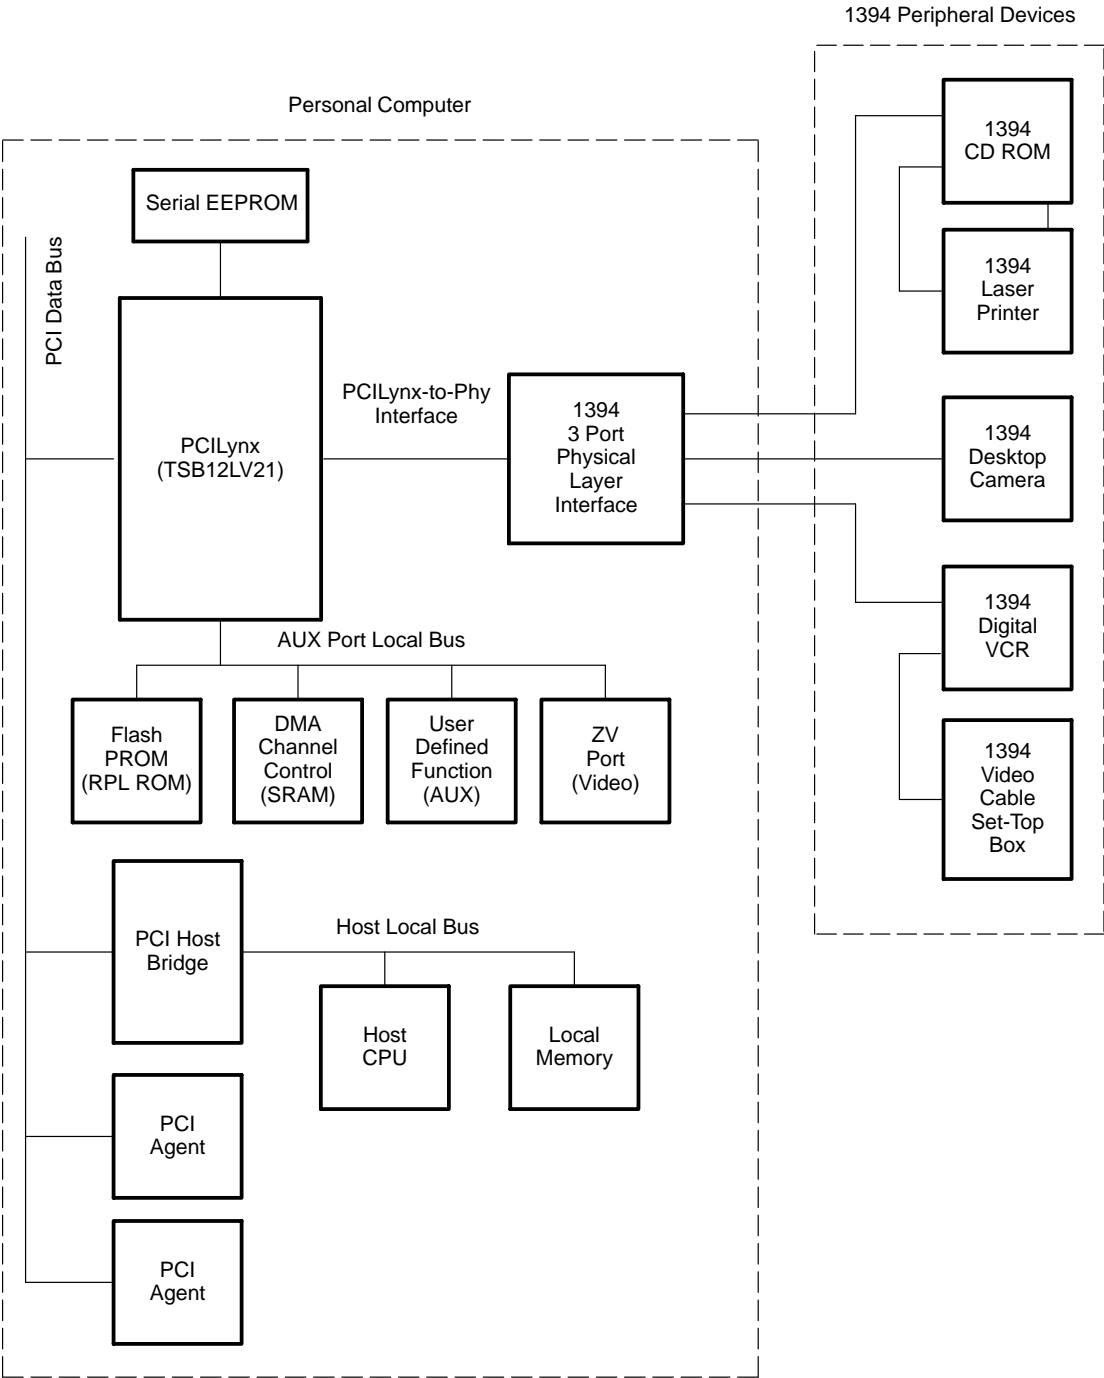 1394 Peripheral Devices
Personal Computer
1394
CD ROM
Serial EEPROM
PCI Data Bus
1394
Laser
Printer
PCILynx-to-Phy
Interface
PCILynx
(TSB12LV21)
1394
3 Port
Physical
Layer
Interface
1394
Desktop
Camera
1394
Digital
VCR
AUX Port Local Bus
Flash
PROM
(RPL ROM)
DMA
Channel
Control
(SRAM)
User
Defined
Function
(AUX)
ZV
Port
(Video)
1394
Video
Cable
Set-Top
Box
PCI Host
Bridge
Host Local Bus
Host
CPU
Local
Memory
PCI
Agent
PCI
Agent